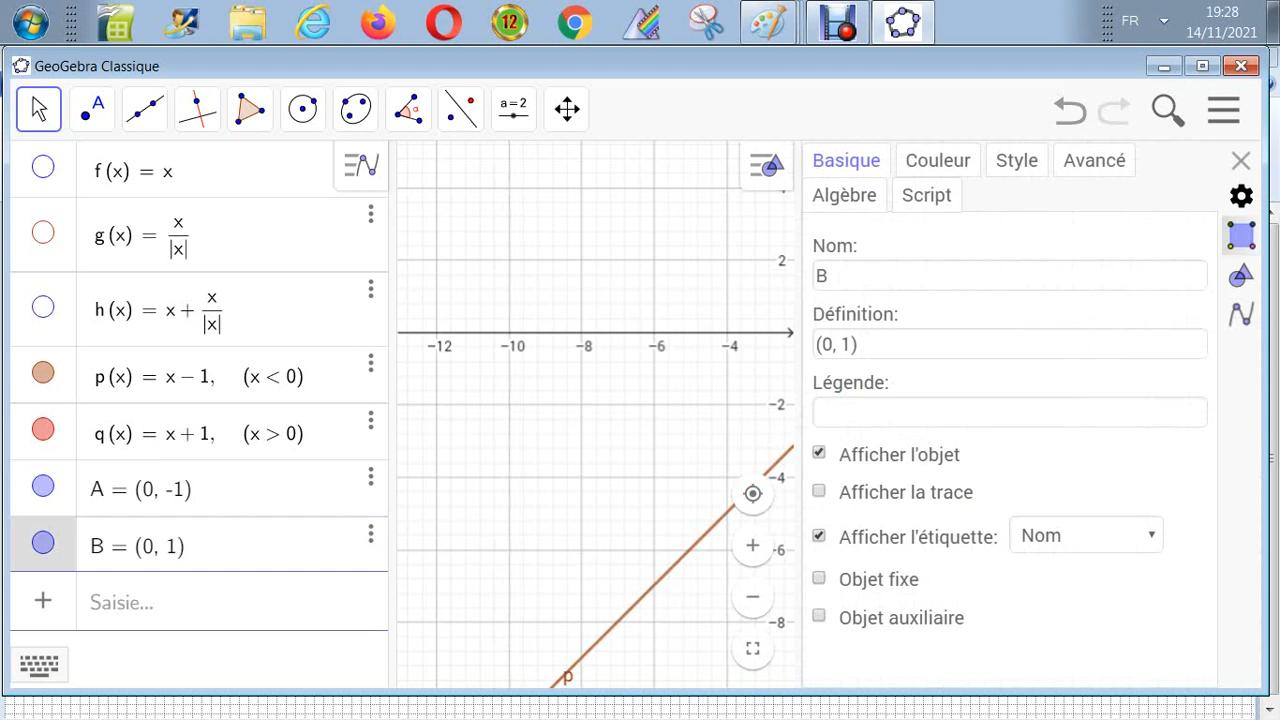 12
FR
19:28
14/11/2021
GeoGebra Classique
A
α
a=2
f(x) = x
g(x) = x/|x|
h(x) = x + x/|x|
p(x) = x − 1, (x < 0)
q(x) = x + 1, (x > 0)
A = (0, -1)
B = (0, 1)
+ Saisie...
2
−12 −10 −8 −6 −4
−2
−4
−6
−8
p
Basique Couleur Style Avancé
Algèbre Script
Nom:
B
Définition:
(0, 1)
Légende:
Afficher l'objet
Afficher la trace
Afficher l'étiquette: Nom
Objet fixe
Objet auxiliaire